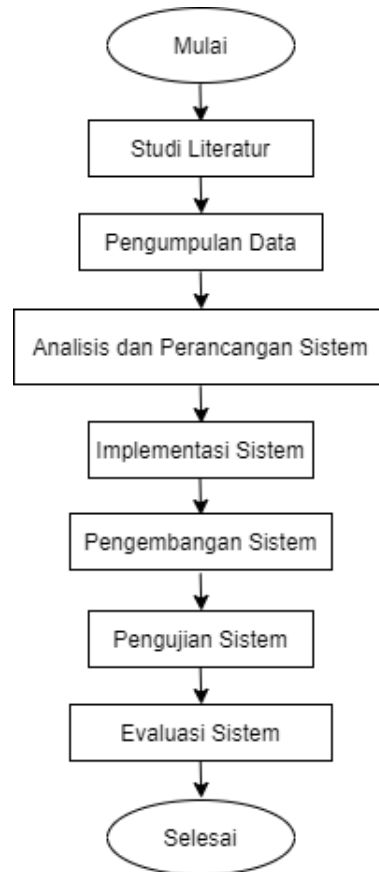 Mulai
Studi Literatur
Pengumpulan Data
Analisis dan Perancangan Sistem
Implementasi Sistem
Pengembangan Sistem
Pengujian Sistem
Evaluasi Sistem
Selesai